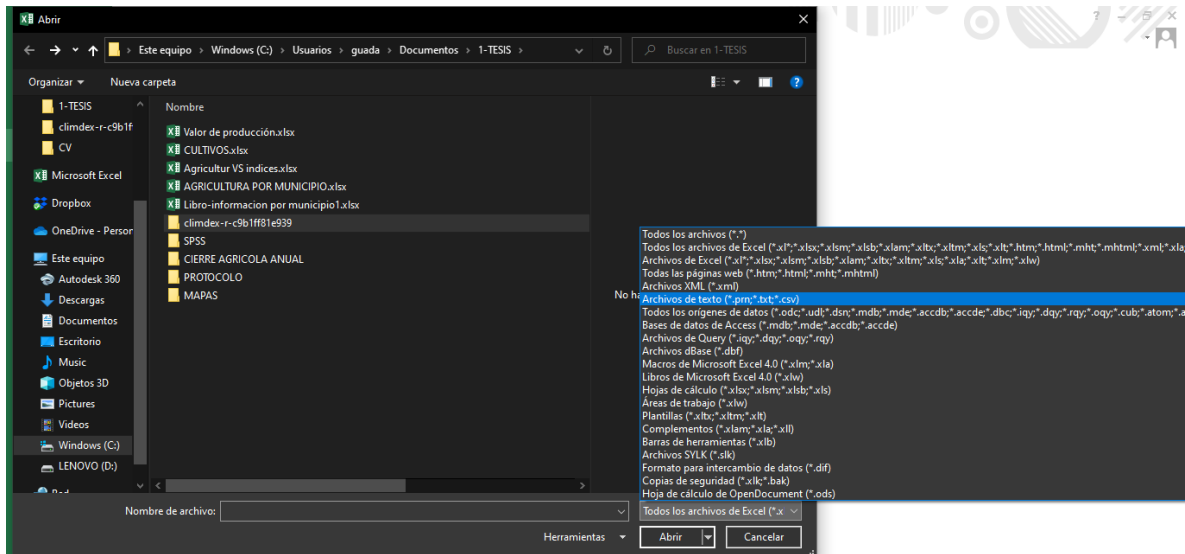 Abrir
Este equipo > Windows (C:) > Usuarios > guada > Documentos > 1-TESIS >
Buscar en 1-TESIS
Organizar
Nueva carpeta
1-TESIS
climdex-r-c9b1f
CV
Microsoft Excel
Dropbox
OneDrive - Person
Este equipo
Autodesk 360
Descargas
Documentos
Escritorio
Music
Objetos 3D
Pictures
Videos
Windows (C:)
LENOVO (D:)
Nombre
Valor de producción.xlsx
CULTIVOS.xlsx
Agricultur VS indices.xlsx
AGRICULTURA POR MUNICIPIO.xlsx
Libro-informacion por municipio1.xlsx
climdex-r-c9b1ff81e939
SPSS
CIERRE AGRICOLA ANUAL
PROTOCOLO
MAPAS
No ha
Todos los archivos (*.*)
Todos los archivos de Excel (*.xl*;*.xlsx;*.xlsm;*.xlsb;*.xlam;*.xltx;*.xltm;*.xls;*.xlt;*.htm;*.html;*.mht;*.mhtml;*.xml;*.xla;
Archivos de Excel (*.xl*;*.xlsx;*.xlsm;*.xlsb;*.xlam;*.xltx;*.xltm;*.xls;*.xla;*.xlt;*.xlm;*.xlw)
Todas las páginas web (*.htm;*.html;*.mht;*.mhtml)
Archivos XML (*.xml)
Archivos de texto (*.prn;*.txt;*.csv)
Todos los orígenes de datos (*.odc;*.udl;*.dsn;*.mdb;*.mde;*.accdb;*.accde;*.dbc;*.iqy;*.dqy;*.rqy;*.oqy;*.cub;*.atom;*.a
Bases de datos de Access (*.mdb;*.mde;*.accdb;*.accde)
Archivos de Query (*.iqy;*.dqy;*.oqy;*.rqy)
Archivos dBase (*.dbf)
Macros de Microsoft Excel 4.0 (*.xlm;*.xla)
Libros de Microsoft Excel 4.0 (*.xlw)
Hojas de cálculo (*.xlsx;*.xlsm;*.xlsb;*.xls)
Áreas de trabajo (*.xlw)
Plantillas (*.xltx;*.xltm;*.xlt)
Complementos (*.xlam;*.xla;*.xll)
Barras de herramientas (*.xlb)
Archivos SYLK (*.slk)
Formato para intercambio de datos (*.dif)
Copias de seguridad (*.xlk;*.bak)
Hoja de cálculo de OpenDocument (*.ods)
Nombre de archivo:
Todos los archivos de Excel (*.x
Herramientas
Abrir
Cancelar